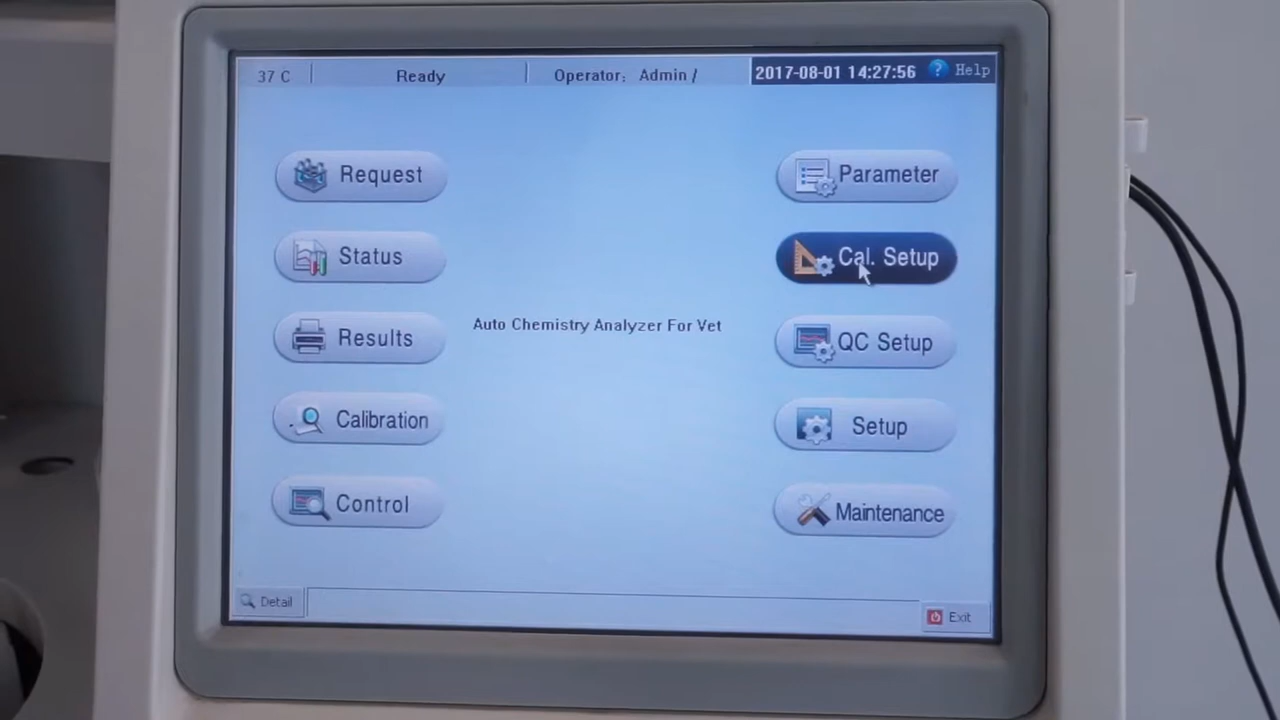 37 C Ready Operator: Admin / 2017-08-01 14:27:56 ? Help
Request
Status
Results
Calibration
Control
Auto Chemistry Analyzer For Vet
Parameter
Cal. Setup
QC Setup
Setup
Maintenance
Detail
Exit